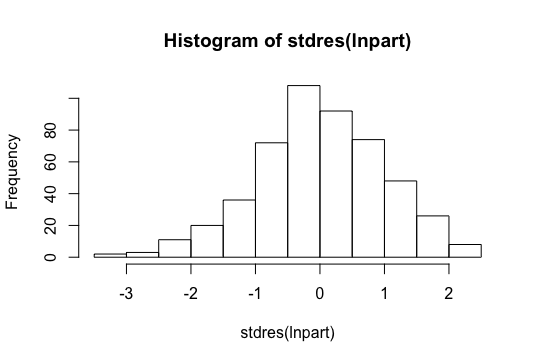 Histogram of stdres(lnpart)
Frequency
0 20 40 60 80
-3 -2 -1 0 1 2
stdres(lnpart)